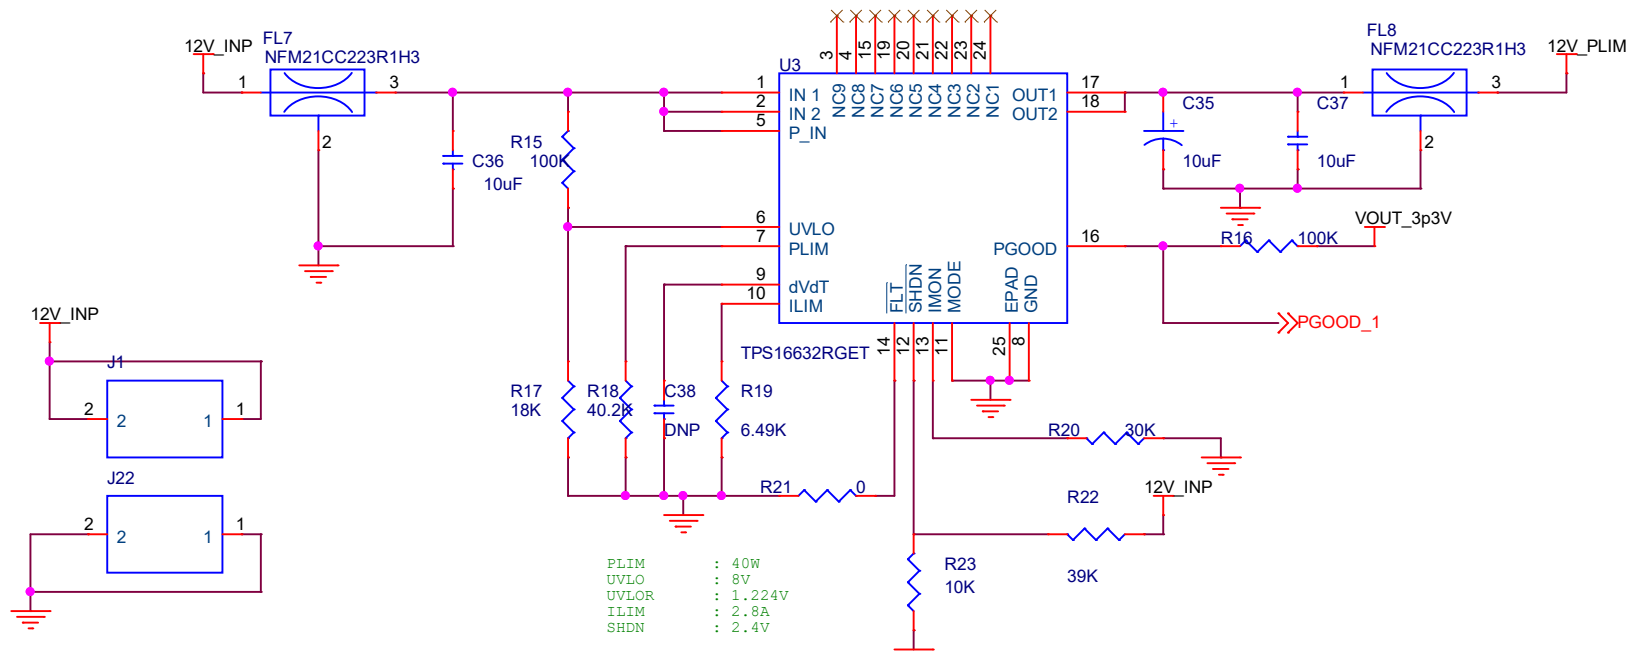 FL7
12V_INP
NFM21CC223R1H3
1
3
2
C36
10uF
R15
100K
U3
3
4
15
19
20
21
22
23
24
NC9
NC8
NC7
NC6
NC5
NC4
NC3
NC2
NC1
1
2
5
IN 1
IN 2
P_IN
6
7
UVLO
PLIM
9
10
dVdT
ILIM
17
18
OUT1
OUT2
16
PGOOD
FLT
SHDN
IMON
MODE
EPAD
GND
14
12
13
11
25
8
TPS16632RGET
C35
+
10uF
C37
10uF
FL8
NFM21CC223R1H3
12V_PLIM
1
3
2
VOUT_3p3V
R16
100K
PGOOD_1
12V_INP
J1
2
2
1
1
J22
2
2
1
1
R17
18K
R18
40.2K
C38
DNP
R19
6.49K
R21
0
R20
30K
12V_INP
R22
39K
R23
10K
PLIM : 40W
UVLO : 8V
UVLOR : 1.224V
ILIM : 2.8A
SHDN : 2.4V